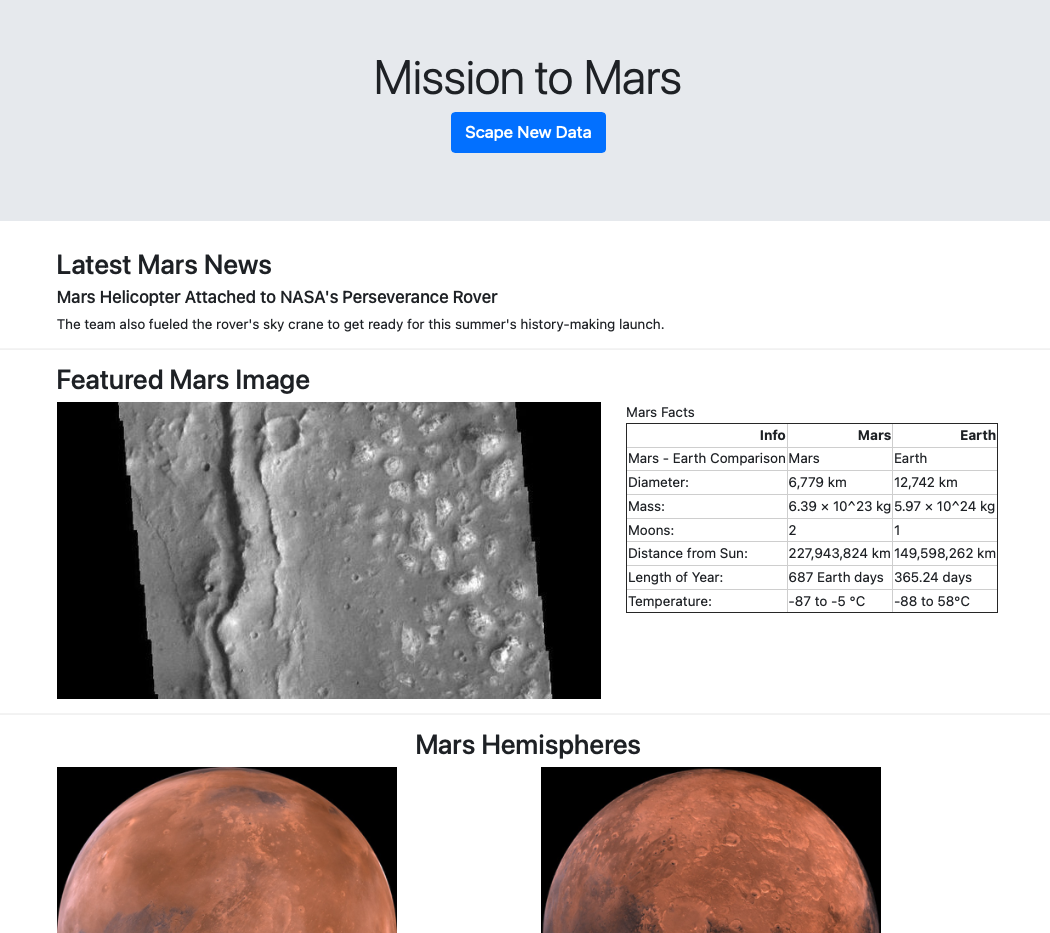 Mission to Mars
Scape New Data
Latest Mars News
Mars Helicopter Attached to NASA's Perseverance Rover
The team also fueled the rover's sky crane to get ready for this summer's history-making launch.
Featured Mars Image
Mars Facts
Info Mars Earth
Mars - Earth Comparison Mars Earth
Diameter: 6,779 km 12,742 km
Mass: 6.39 × 10^23 kg 5.97 × 10^24 kg
Moons: 2 1
Distance from Sun: 227,943,824 km 149,598,262 km
Length of Year: 687 Earth days 365.24 days
Temperature: -87 to -5 °C -88 to 58°C
Mars Hemispheres